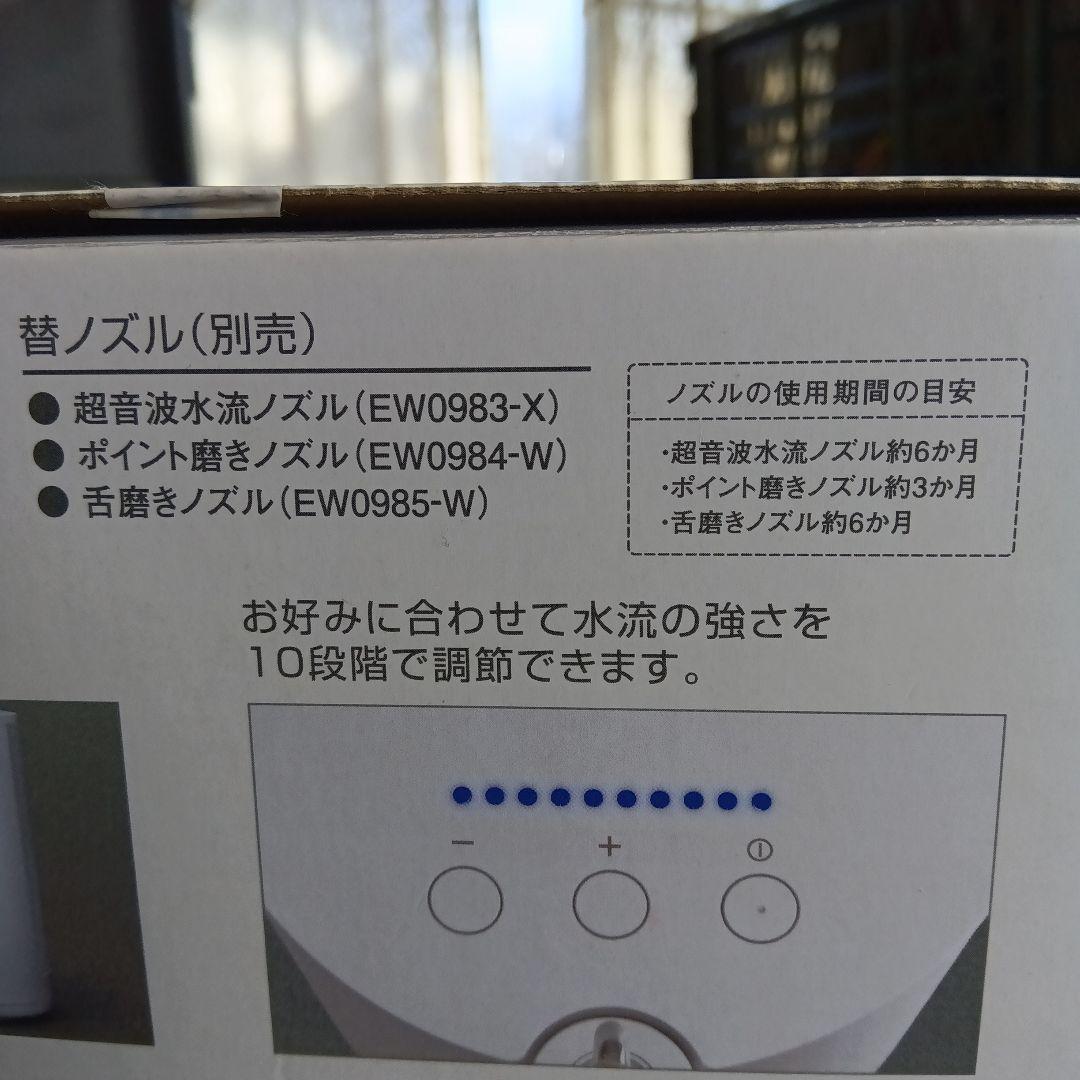 替ノズル(別売)
● 超音波水流ノズル(EW0983-X)
● ポイント磨きノズル(EW0984-W)
● 舌磨きノズル(EW0985-W)
ノズルの使用期間の目安
・超音波水流ノズル約6か月
・ポイント磨きノズル約3か月
・舌磨きノズル約6か月
お好みに合わせて水流の強さを
10段階で調節できます。
− +